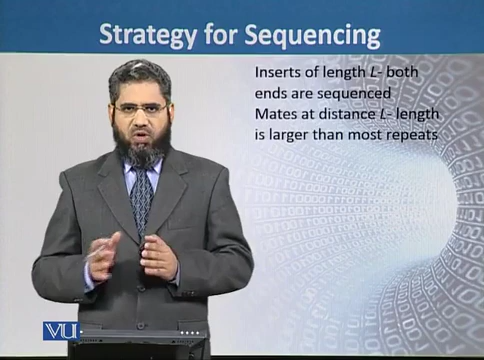 Strategy for Sequencing
Inserts of length L- both
ends are sequenced
Mates at distance L- length
is larger than most repeats
VU